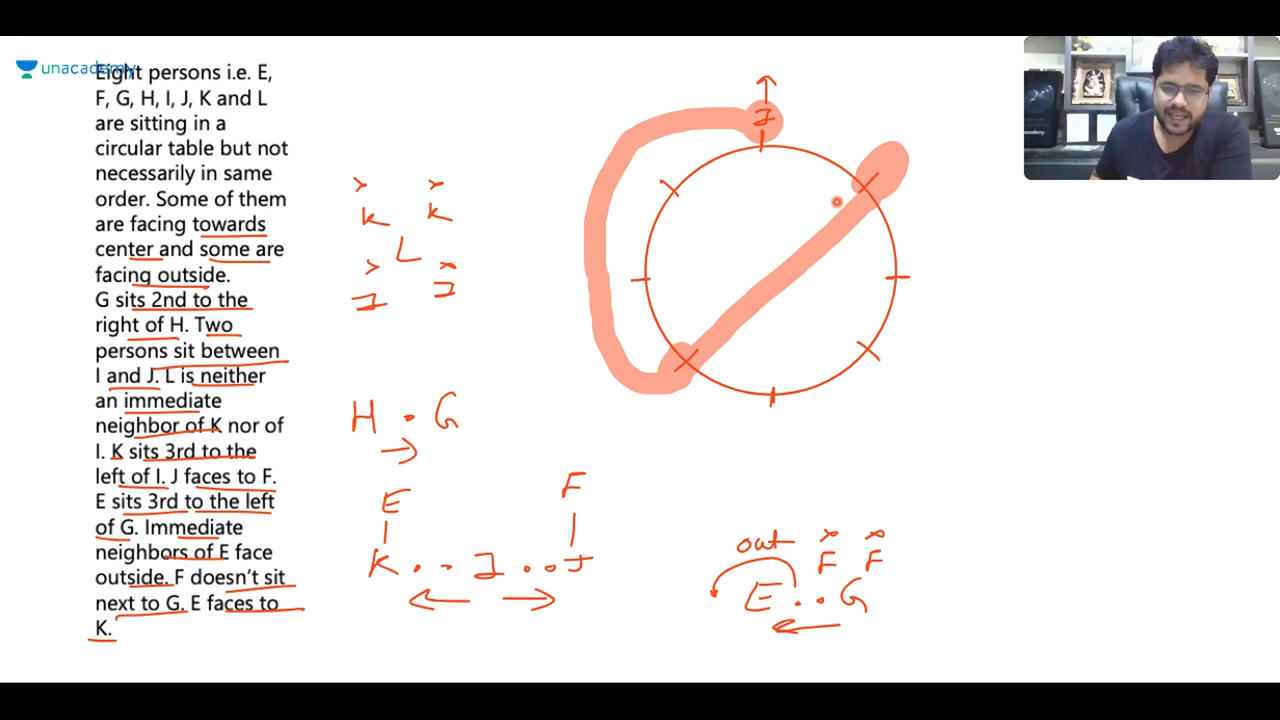 unacademy
Eight persons i.e. E,
F, G, H, I, J, K and L
are sitting in a
circular table but not
necessarily in same
order. Some of them
are facing towards
center and some are
facing outside.
G sits 2nd to the
right of H. Two
persons sit between
I and J. L is neither
an immediate
neighbor of K nor of
I. K sits 3rd to the
left of I. J faces to F.
E sits 3rd to the left
of G. Immediate
neighbors of E face
outside. F doesn't sit
next to G. E faces to
K.
x x
K K
L
x x
I I
H . G
E F
K . . I . . J
I
out x x
F F
E . . G